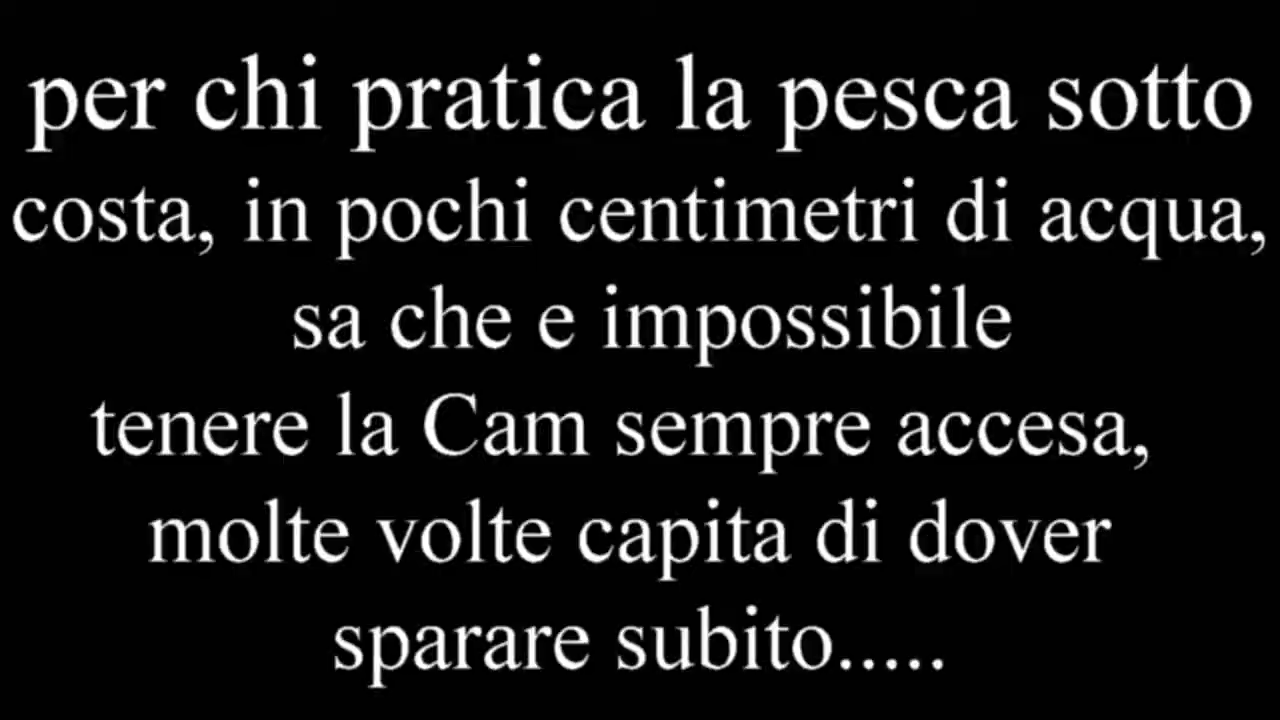 per chi pratica la pesca sotto
costa, in pochi centimetri di acqua,
sa che e impossibile
tenere la Cam sempre accesa,
molte volte capita di dover
sparare subito.....